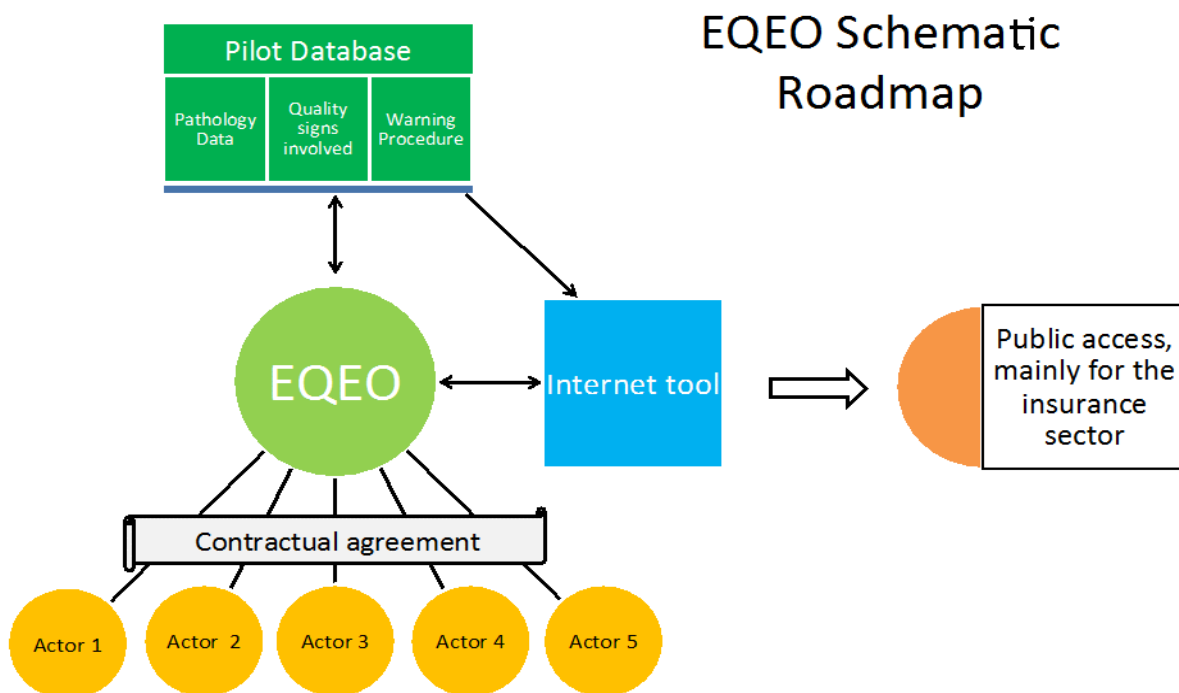 EQEO Schematic
Roadmap
Pilot Database
Pathology
Data
Quality
signs
involved
Warning
Procedure
EQEO
Internet tool
Public access,
mainly for the
insurance
sector
Contractual agreement
Actor 1
Actor 2
Actor 3
Actor 4
Actor 5